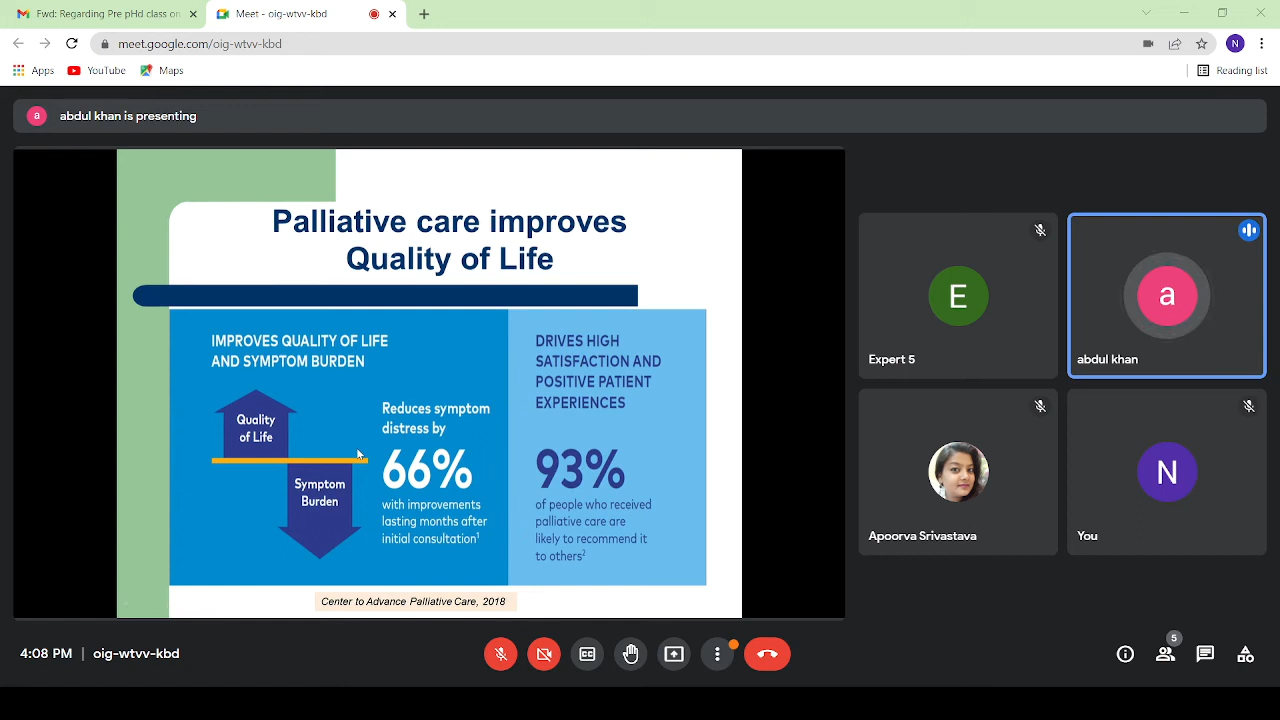 Fwd: Regarding Pre pHd class on
Meet - oig-wtvv-kbd
meet.google.com/oig-wtvv-kbd
N
Apps
YouTube
Maps
Reading list
a
abdul khan is presenting
Palliative care improves
Quality of Life
IMPROVES QUALITY OF LIFE
AND SYMPTOM BURDEN
Quality
of Life
Symptom
Burden
Reduces symptom
distress by
66%
with improvements
lasting months after
initial consultation1
DRIVES HIGH
SATISFACTION AND
POSITIVE PATIENT
EXPERIENCES
93%
of people who received
palliative care are
likely to recommend it
to others2
Center to Advance Palliative Care, 2018
E
Expert 5
a
abdul khan
Apoorva Srivastava
N
You
4:08 PM | oig-wtvv-kbd
5